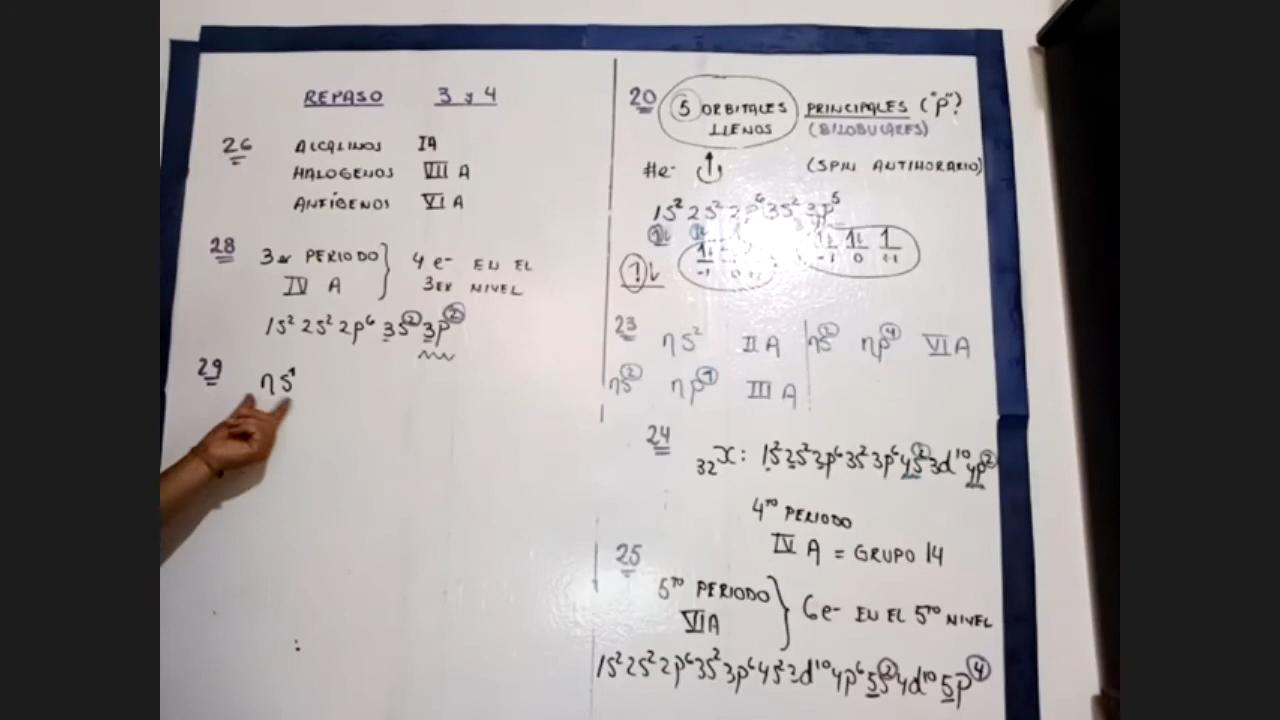 REPASO 3 y 4
26 ALCALINOS IA
HALOGENOS VII A
ANFÍGENOS VI A
28 3er PERIODO
IV A
4 e- EN EL
3ER NIVEL
1s² 2s² 2p⁶ 3s² 3p²
29 ns¹
20 5 ORBITALES LLENOS PRINCIPALES ("p"?
(BILOBULARES)
#e- (SPIN ANTIHORARIO)
1s² 2s² 2p⁶ 3s² 3p⁵
-1 0 +1 -1 0 +1
23 ns² II A ns² np⁴ VI A
ns² np¹ III A
24
32X: 1s² 2s² 2p⁶ 3s² 3p⁶ 4s² 3d¹⁰ 4p²
4TO PERIODO
IV A = GRUPO 14
25
5TO PERIODO
VI A
6e- EN EL 5TO NIVEL
1s² 2s² 2p⁶ 3s² 3p⁶ 4s² 3d¹⁰ 4p⁶ 5s² 4d¹⁰ 5p⁴